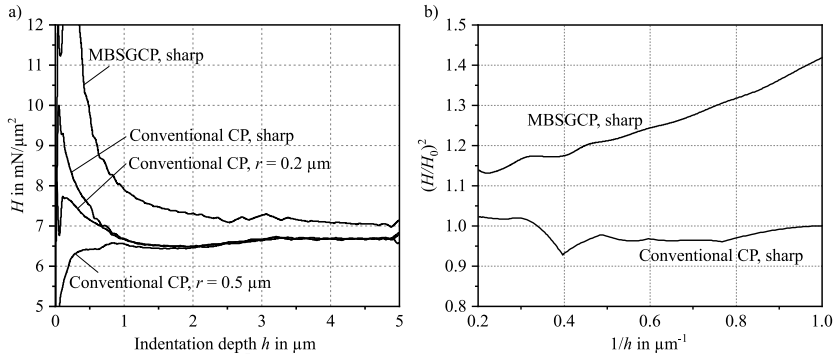 a)
12
11
10
9
8
7
6
5
H in mN/µm²
MBSGCP, sharp
Conventional CP, sharp
Conventional CP, r = 0.2 µm
Conventional CP, r = 0.5 µm
0 1 2 3 4 5
Indentation depth h in µm
b)
1.5
1.4
1.3
1.2
1.1
1.0
0.9
0.8
(H/H₀)²
MBSGCP, sharp
Conventional CP, sharp
0.2 0.4 0.6 0.8 1.0
1/h in µm⁻¹